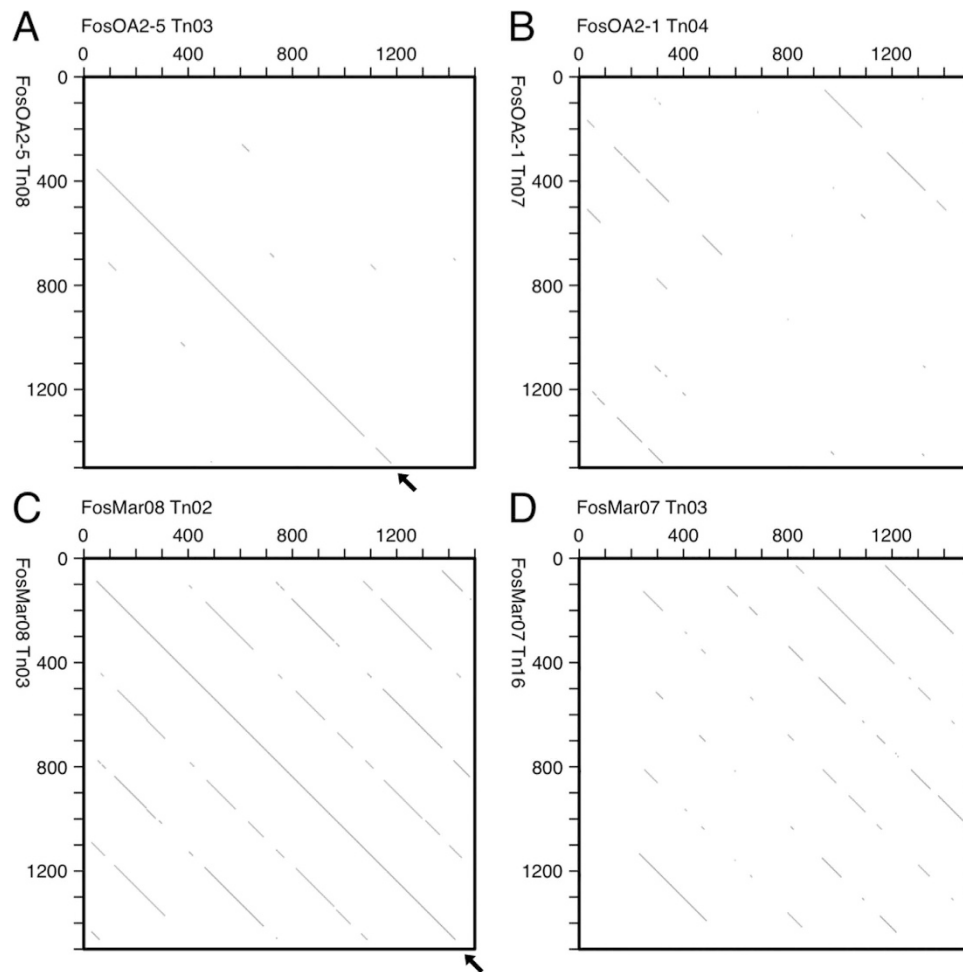 A FosOA2-5 Tn03
0 400 800 1200
FosOA2-5 Tn08
0
400
800
1200
B FosOA2-1 Tn04
0 400 800 1200
FosOA2-1 Tn07
0
400
800
1200
C FosMar08 Tn02
0 400 800 1200
FosMar08 Tn03
0
400
800
1200
D FosMar07 Tn03
0 400 800 1200
FosMar07 Tn16
0
400
800
1200